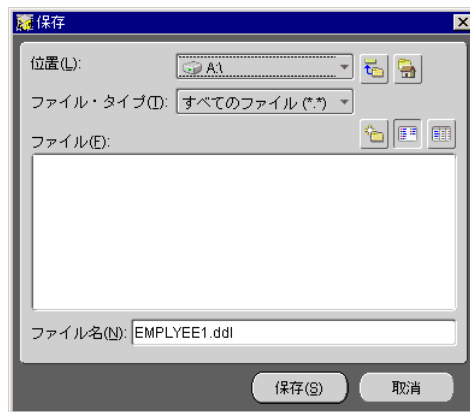 保存
位置(L): A:\
ファイル・タイプ(T): すべてのファイル (*.*)
ファイル(F):
ファイル名(N): EMPLYEE1.ddl
保存(S) 取消